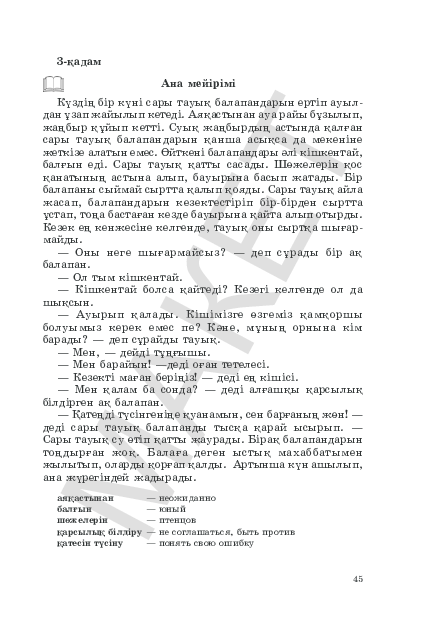 3-қадам
Ана мейірімі
Күздің бір күні сары тауық балапандарын ертіп ауыл-
дан ұзап жайылып кетеді. Аяқастынан ауа райы бұзылып,
жаңбыр құйып кетті. Суық жаңбырдың астында қалған
сары тауық балапандарын қанша асықса да мекеніне
жеткізе алатын емес. Өйткені балапандары әлі кішкентай,
балғын еді. Сары тауық қатты сасады. Шөжелерін қос
қанатының астына алып, бауырына басып жатады. Бір
балапаны сыймай сыртта қалып қояды. Сары тауық айла
жасап, балапандарын кезектестіріп бір-бірден сыртта
ұстап, тоңа бастаған кезде бауырына қайта алып отырды.
Кезек ең кенжесіне келгенде, тауық оны сыртқа шығар-
майды.
— Оны неге шығармайсыз? — деп сұрады бір ақ
балапан.
— Ол тым кішкентай.
— Кішкентай болса қайтеді? Кезегі келгенде ол да
шықсын.
— Ауырып қалады. Кішімізге өзгеміз қамқоршы
болуымыз керек емес пе? Кәне, мұның орнына кім
барады? — деп сұрайды тауық.
— Мен, — дейді тұңғышы.
— Мен барайын! —деді оған тетелесі.
— Кезекті маған беріңіз! — деді ең кішісі.
— Мен қалам ба сонда? — деді алғашқы қарсылық
білдірген ақ балапан.
— Қатеңді түсінгеніңе қуанамын, сен барғаның жөн! —
деді сары тауық балапанды тысқа қарай ысырып. —
Сары тауық су өтіп қатты жаурады. Бірақ балапандарын
тоңдырған жоқ. Балаға деген ыстық махаббатымен
жылытып, оларды қорғап қалды. Артынша күн ашылып,
ана жүрегіндей жадырады.
аяқастынан — неожиданно
балғын — юный
шөжелерін — птенцов
қарсылық білдіру — не соглашаться, быть против
қатесін түсіну — понять свою ошибку
45
МАКЕТ